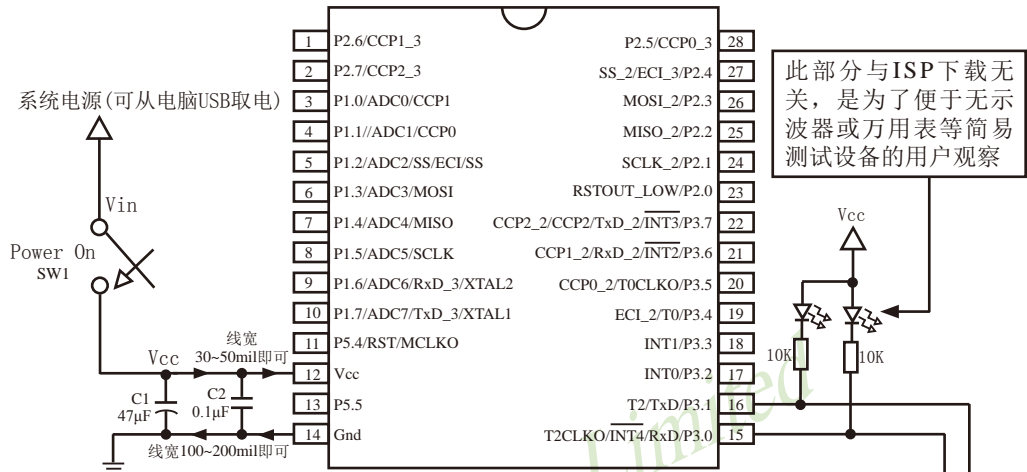 系统电源(可从电脑USB取电)
Vin
Power On
SW1
Vcc
线宽
30~50mil即可
C1
47μF
C2
0.1μF
线宽100~200mil即可
1 P2.6/CCP1_3
2 P2.7/CCP2_3
3 P1.0/ADC0/CCP1
4 P1.1//ADC1/CCP0
5 P1.2/ADC2/SS/ECI/SS
6 P1.3/ADC3/MOSI
7 P1.4/ADC4/MISO
8 P1.5/ADC5/SCLK
9 P1.6/ADC6/RxD_3/XTAL2
10 P1.7/ADC7/TxD_3/XTAL1
11 P5.4/RST/MCLKO
12 Vcc
13 P5.5
14 Gnd
P2.5/CCP0_3 28
SS_2/ECI_3/P2.4 27
MOSI_2/P2.3 26
MISO_2/P2.2 25
SCLK_2/P2.1 24
RSTOUT_LOW/P2.0 23
CCP2_2/CCP2/TxD_2/INT3/P3.7 22
CCP1_2/RxD_2/INT2/P3.6 21
CCP0_2/T0CLKO/P3.5 20
ECI_2/T0/P3.4 19
INT1/P3.3 18
INT0/P3.2 17
T2/TxD/P3.1 16
T2CLKO/INT4/RxD/P3.0 15
此部分与ISP下载无
关，是为了便于无示
波器或万用表等简易
测试设备的用户观察
Vcc
10K
10K
Limited